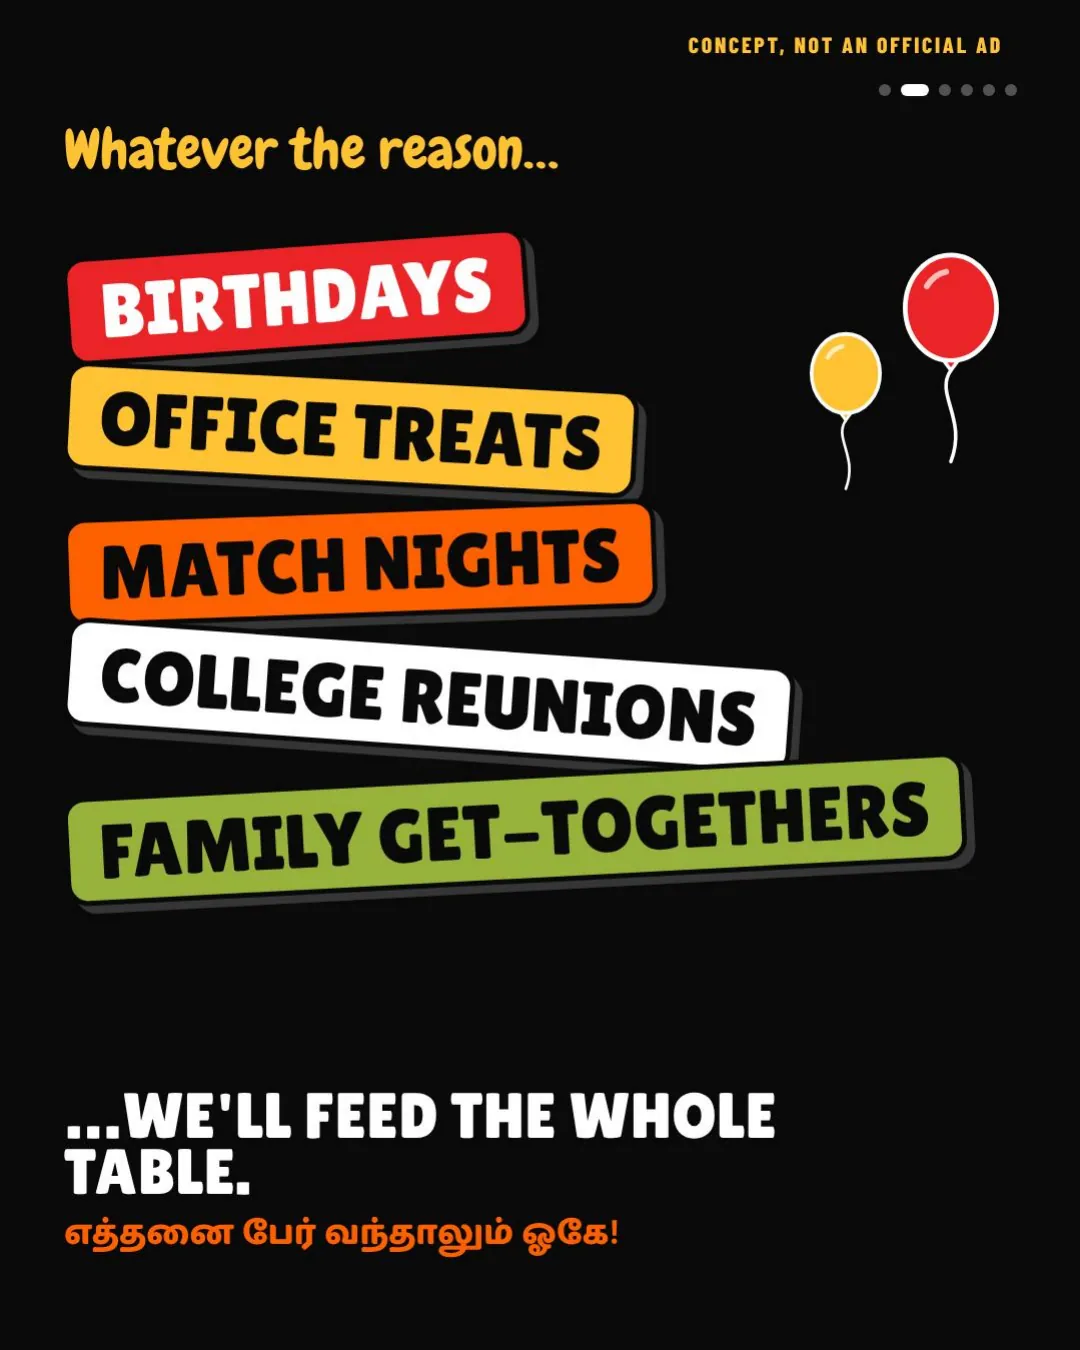 CONCEPT, NOT AN OFFICIAL AD
Whatever the reason...
BIRTHDAYS
OFFICE TREATS
MATCH NIGHTS
COLLEGE REUNIONS
FAMILY GET-TOGETHERS
...WE'LL FEED THE WHOLE
TABLE.
எத்தனை பேர் வந்தாலும் ஓகே!